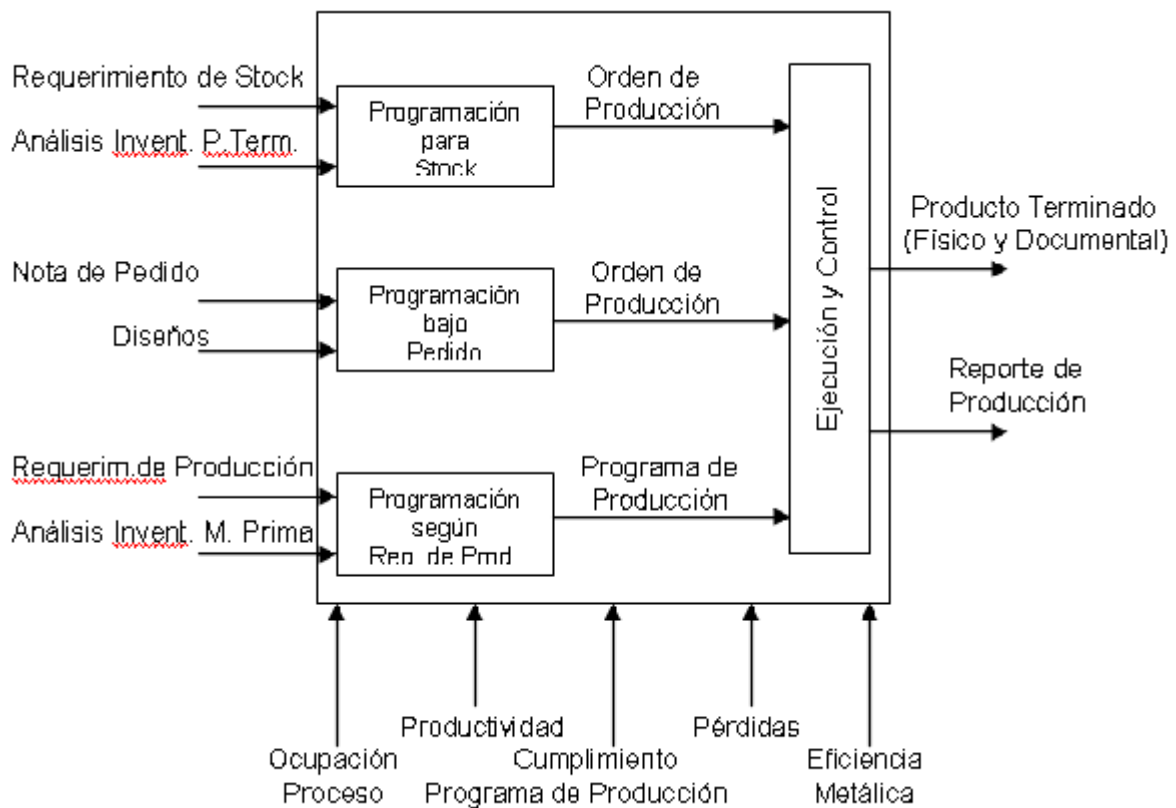 Requerimiento de Stock
Análisis Invent. P.Term.
Programación
para
Stock
Orden de
Producción
Nota de Pedido
Diseños
Programación
bajo
Pedido
Orden de
Producción
Requerim.de Producción
Análisis Invent. M. Prima
Programación
según
Req. de Prod.
Programa de
Producción
Ejecución y Control
Producto Terminado
(Físico y Documental)
Reporte de
Producción
Ocupación
Proceso
Productividad
Cumplimiento
Programa de Producción
Pérdidas
Eficiencia
Metálica